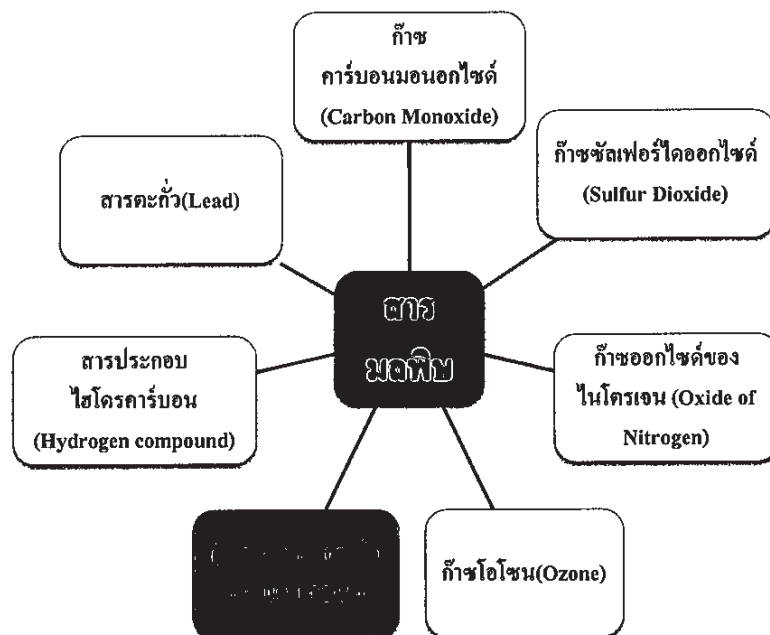 ก๊าซ
คาร์บอนมอนอกไซด์
(Carbon Monoxide)
ก๊าซซัลเฟอร์ไดออกไซด์
(Sulfur Dioxide)
สารตะกั่ว(Lead)
สาร
มลพิษ
ก๊าซออกไซด์ของ
ไนโตรเจน (Oxide of
Nitrogen)
สารประกอบ
ไฮโดรคาร์บอน
(Hydrogen compound)
ก๊าซโอโซน(Ozone)